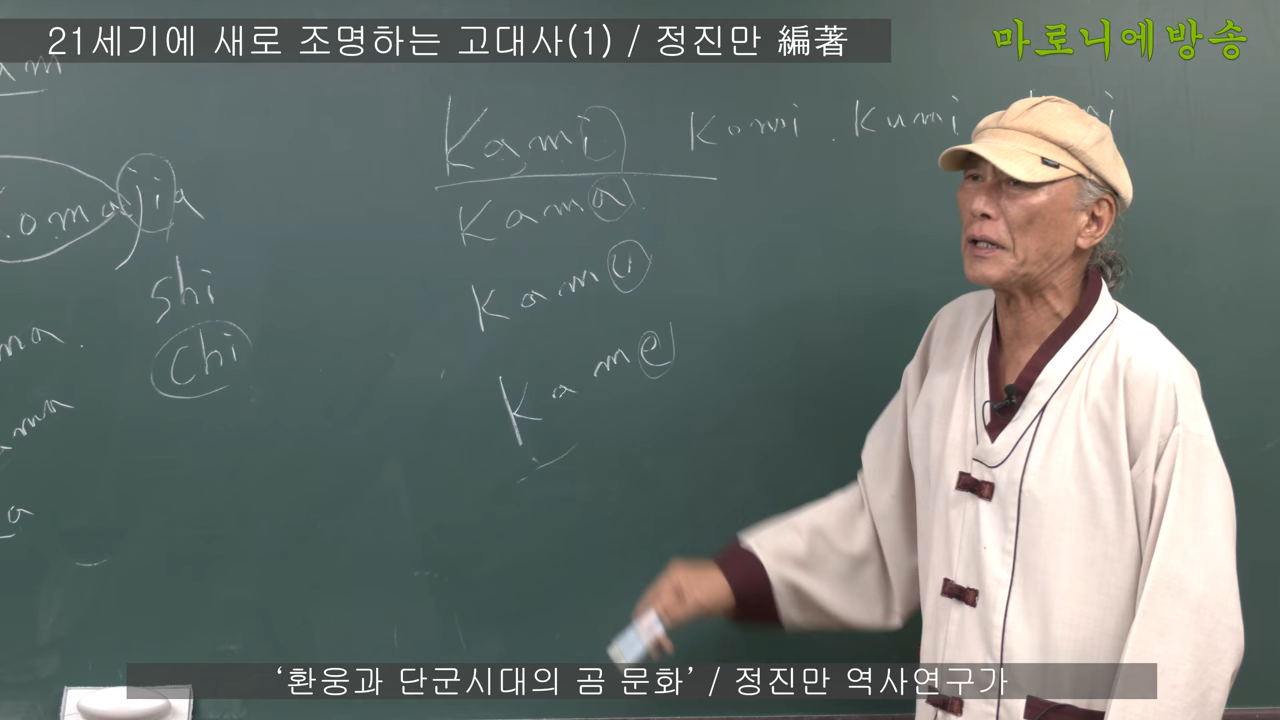 21세기에 새로 조명하는 고대사(1) / 정진만 編著
마로니에방송
Kami
Komi . Kumi
Kama
Kamu
Kame
shi
chi
‘환웅과 단군시대의 곰 문화’ / 정진만 역사연구가